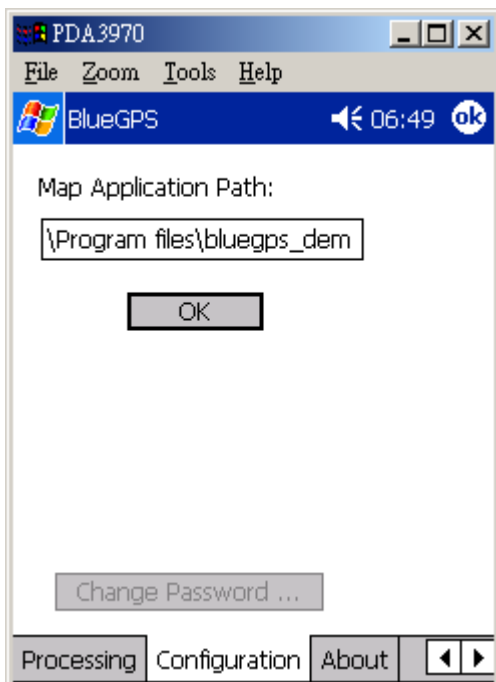 PDA3970
File Zoom Tools Help
BlueGPS 06:49 ok
Map Application Path:
\Program files\bluegps_dem
OK
Change Password ...
Processing Configuration About